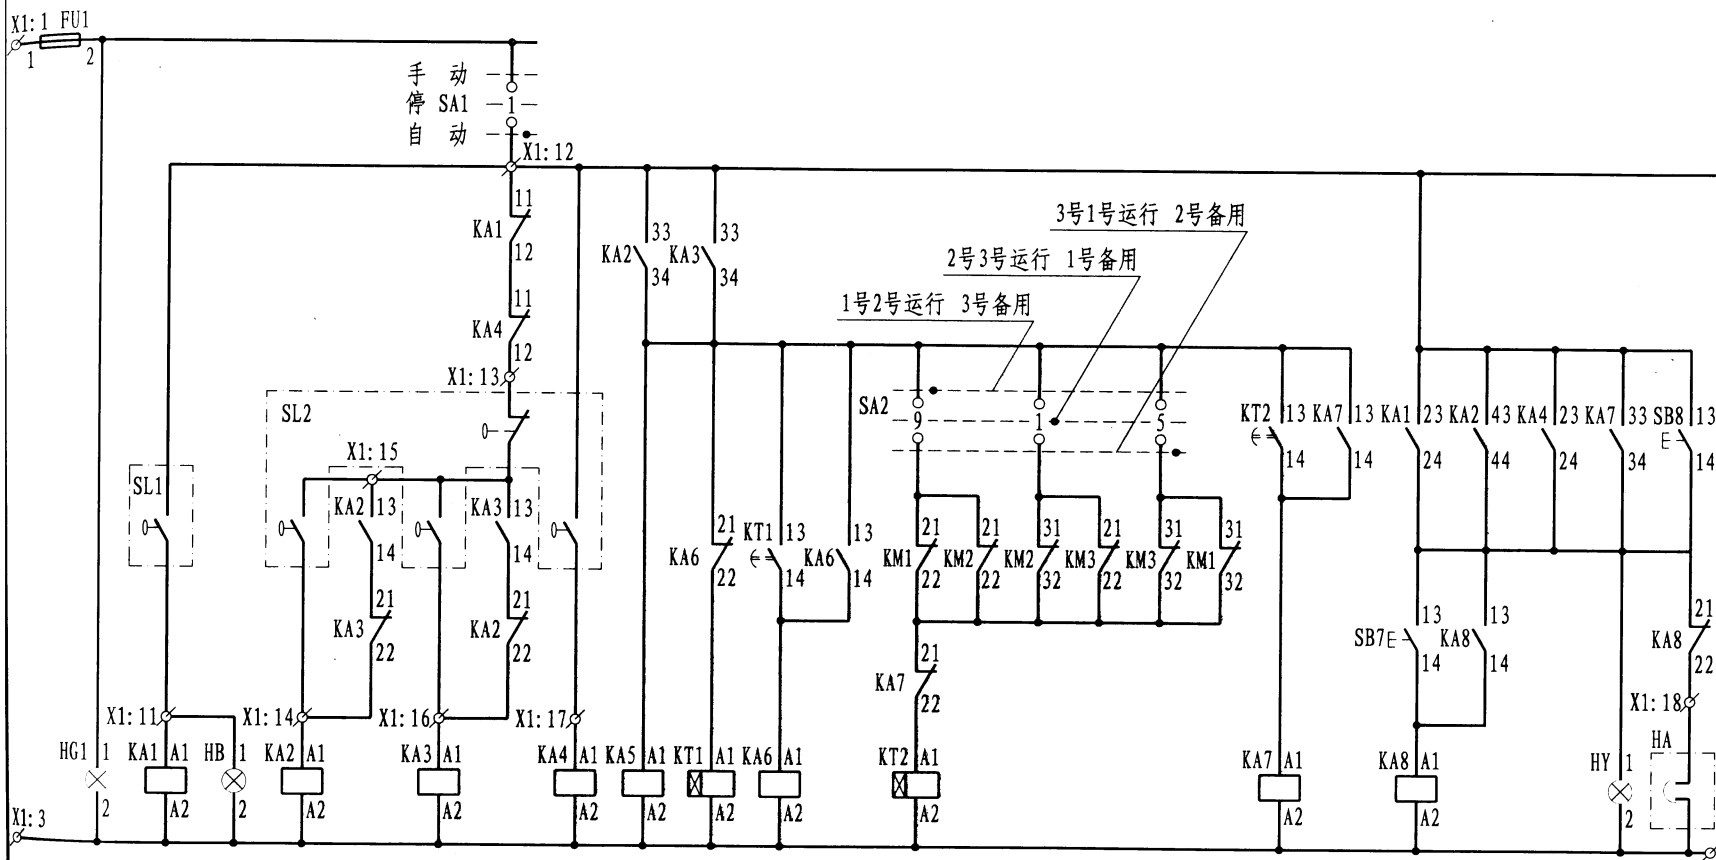 X1:1 FU1
1 2
手 动
停 SA1 1
自 动
X1:12
11
KA1
12
33 33
KA2 KA3
34 34
3号1号运行 2号备用
2号3号运行 1号备用
1号2号运行 3号备用
11
KA4
12
X1:13
SL2
SA2 9 1 5
KT2 13 KA7 13 KA1 23 KA2 43 KA4 23 KA7 33 SB8 13
14 14 24 44 24 34 14
X1:15
SL1
KA2 13 KA3 13
14 14
21 13 13 21 21 31 21 31 31
KA6 KT1 KA6 KM1 KM2 KM2 KM3 KM3 KM1
22 14 14 22 22 32 22 32 32
21 21
KA3 KA2
22 22
13 13 21
SB7 KA8 KA8
14 14 22
21
KA7
22
X1:11 X1:14 X1:16 X1:17 X1:18
HG1 1 KA1 A1 HB 1 KA2 A1 KA3 A1 KA4 A1 KA5 A1 KT1 A1 KA6 A1 KT2 A1 KA7 A1 KA8 A1 HY 1 HA
2 A2 2 A2 A2 A2 A2 A2 A2 A2 A2 A2 2
X1:3